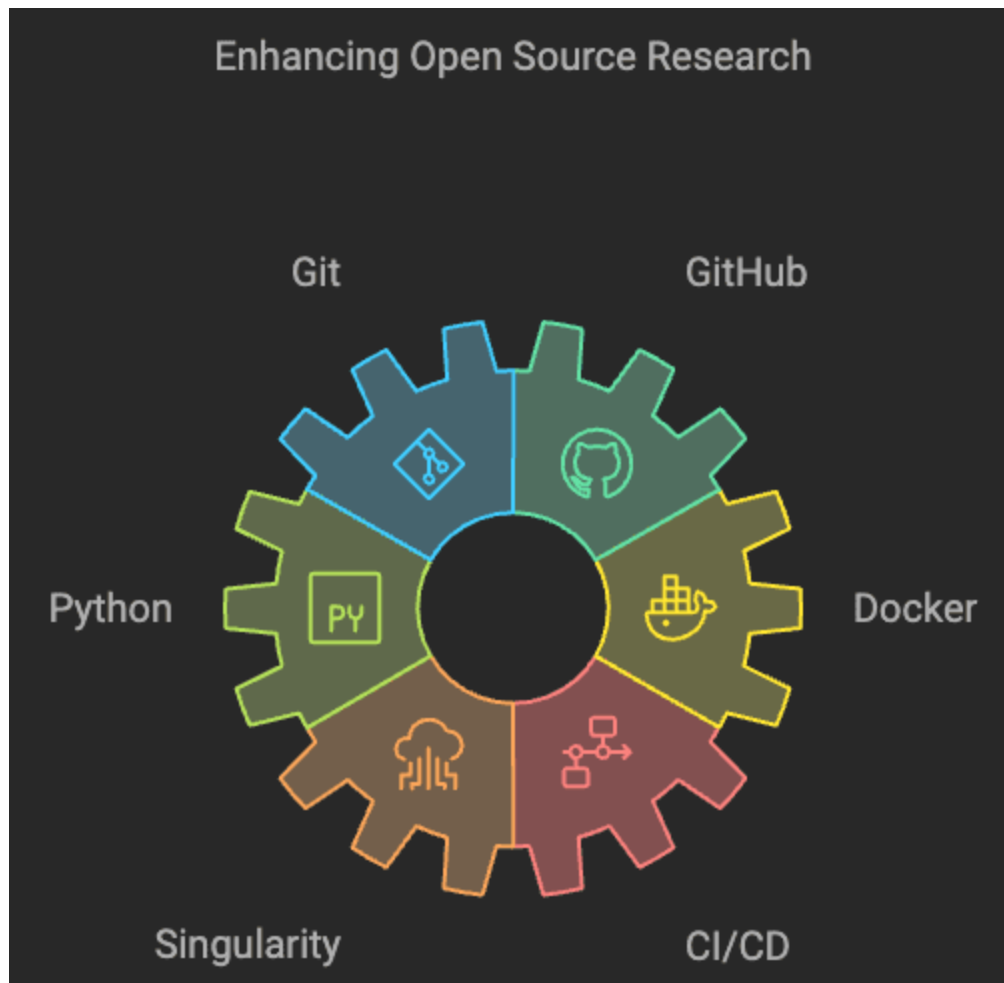 Enhancing Open Source Research
Git
GitHub
Python
PY
Docker
Singularity
CI/CD